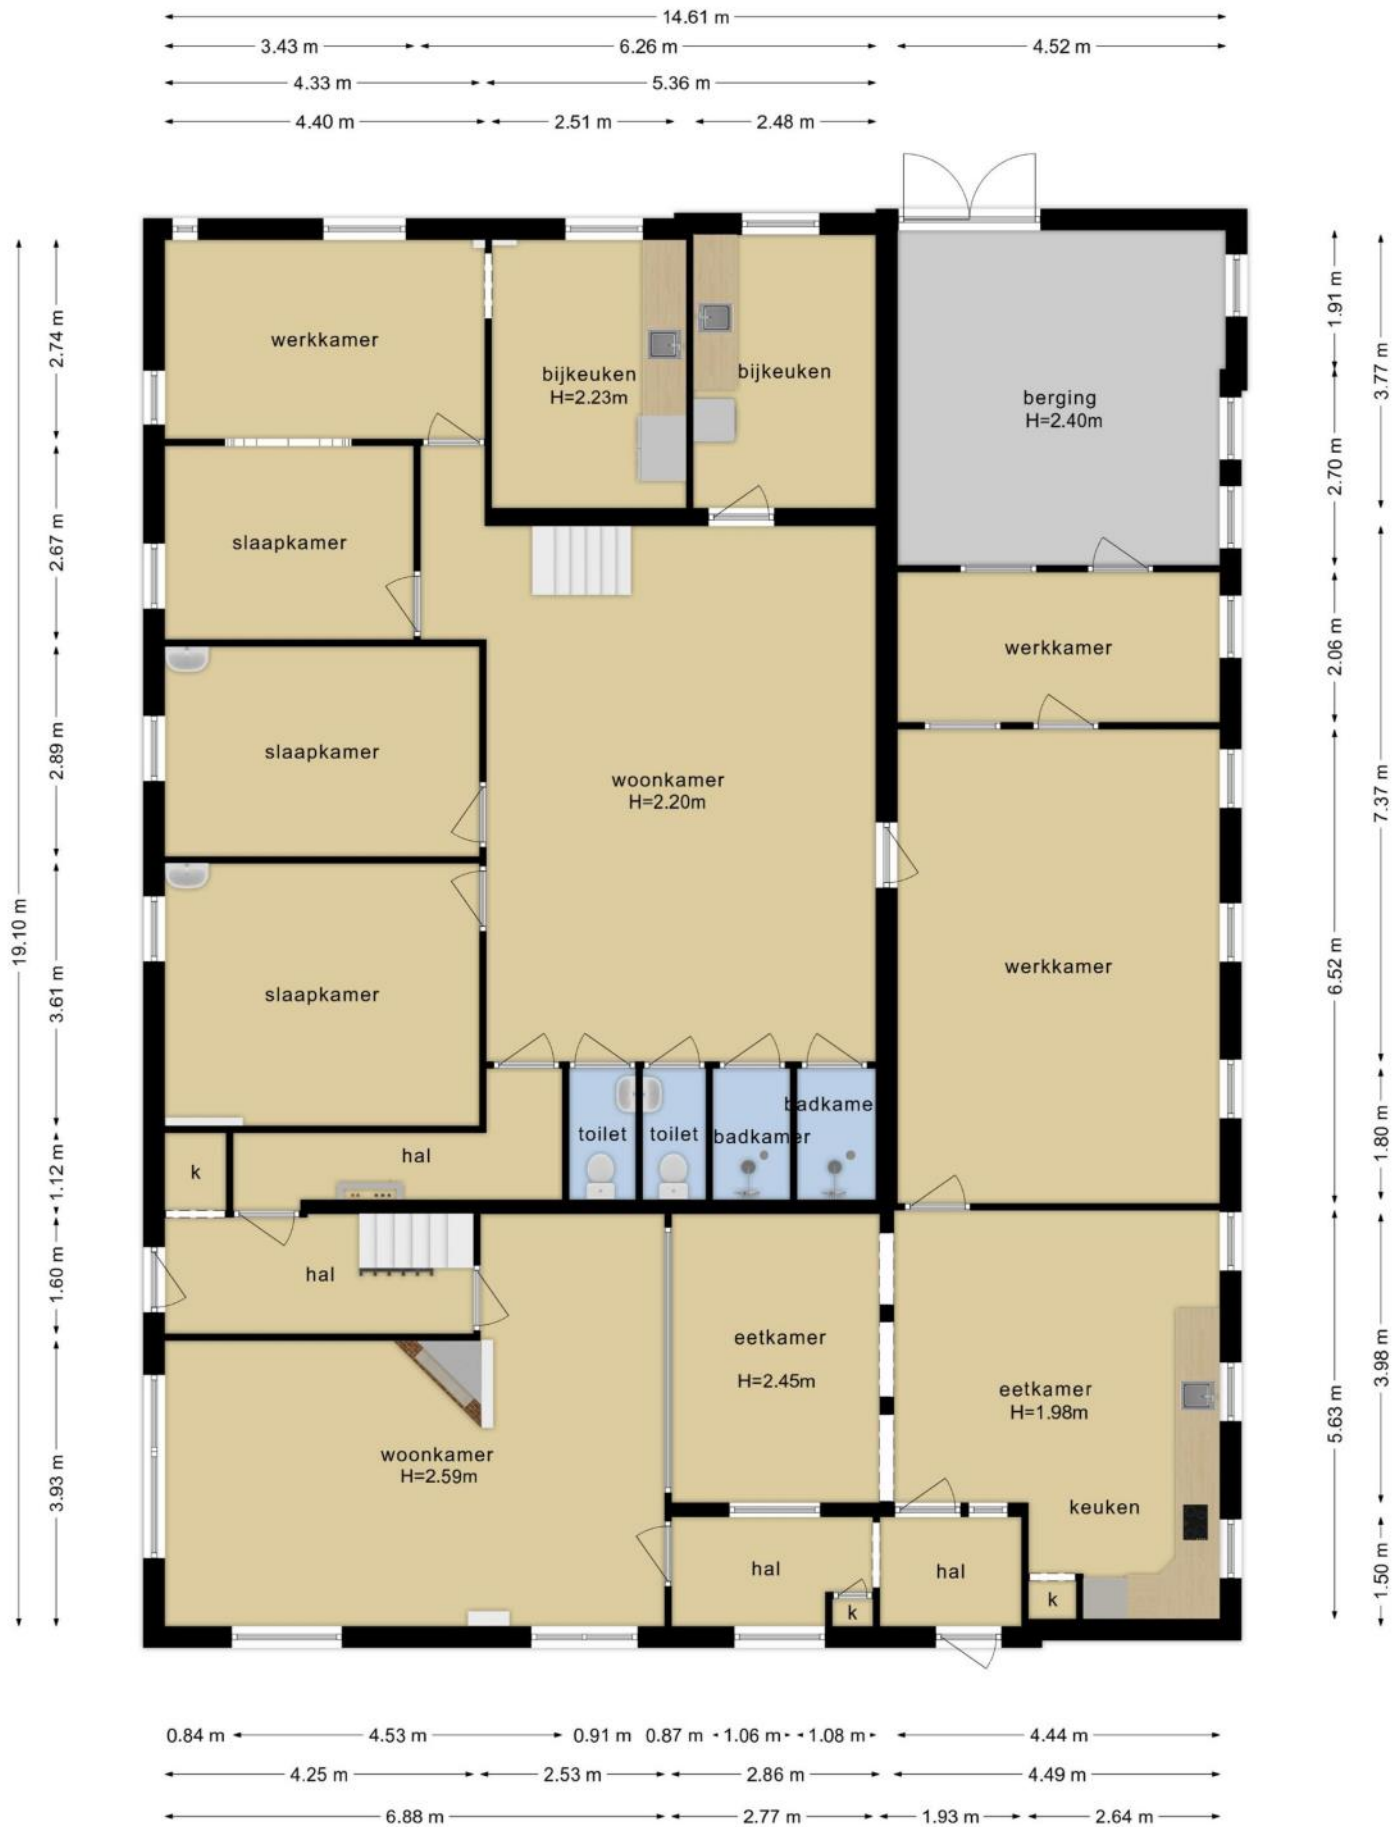 14.61 m
3.43 m 6.26 m 4.52 m
4.33 m 5.36 m
4.40 m 2.51 m 2.48 m
19.10 m
2.74 m
2.67 m
2.89 m
3.61 m
1.12 m
1.60 m
3.93 m
werkkamer
bijkeuken
H=2.23m
bijkeuken
berging
H=2.40m
slaapkamer
werkkamer
slaapkamer
woonkamer
H=2.20m
slaapkamer
werkkamer
k
hal
toilet
toilet
badkamer
badkame
hal
eetkamer
H=2.45m
eetkamer
H=1.98m
woonkamer
H=2.59m
keuken
hal
k
hal
k
1.91 m
2.70 m
2.06 m
6.52 m
5.63 m
3.77 m
7.37 m
1.80 m
3.98 m
1.50 m
0.84 m 4.53 m 0.91 m 0.87 m 1.06 m 1.08 m 4.44 m
4.25 m 2.53 m 2.86 m 4.49 m
6.88 m 2.77 m 1.93 m 2.64 m